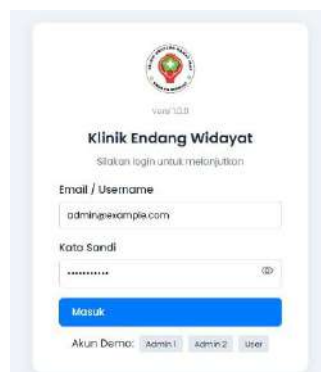 Versi 1.0.0
Klinik Endang Widayat
Silakan login untuk melanjutkan
Email / Username
admin@example.com
Kata Sandi
•••••••••••
Masuk
Akun Demo: Admin 1 Admin 2 User